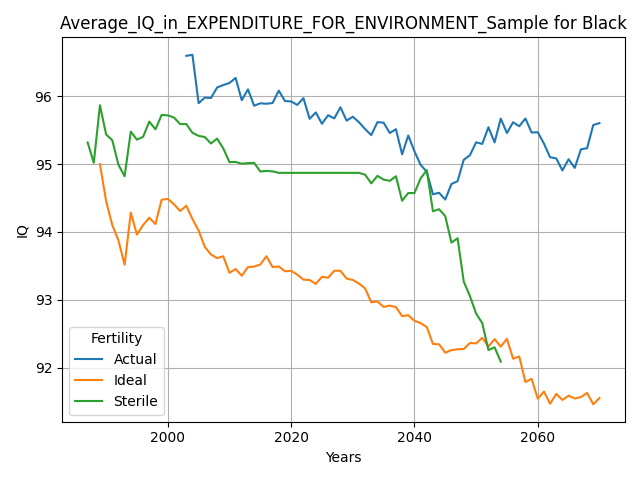 Average_IQ_in_EXPENDITURE_FOR_ENVIRONMENT_Sample for Black
96
95
94
93
92
IQ
Fertility
Actual
Ideal
Sterile
2000 2020 2040 2060
Years